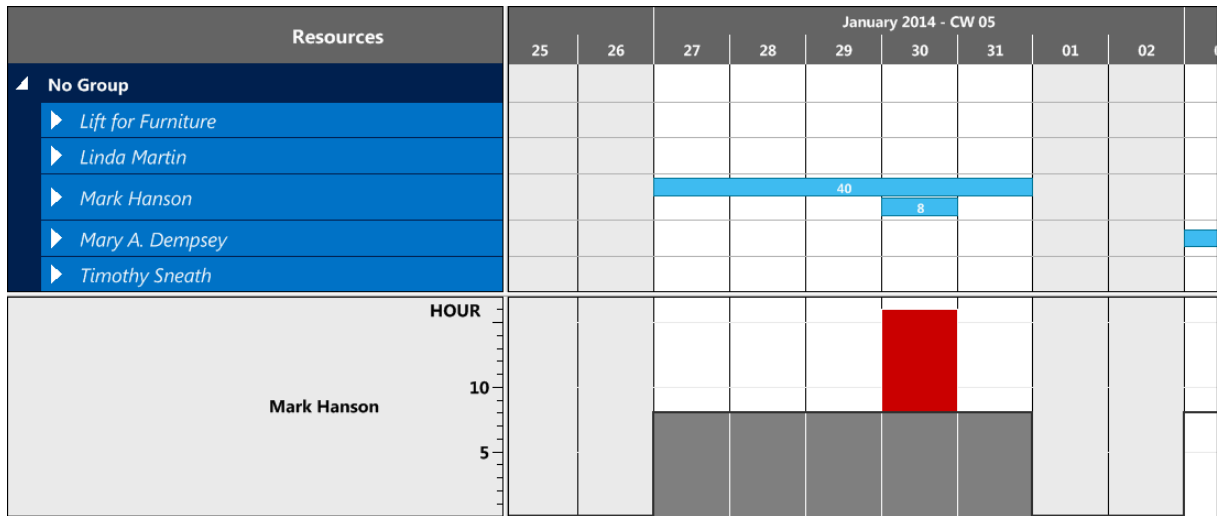 Resources
January 2014 - CW 05
25 26 27 28 29 30 31 01 02
No Group
Lift for Furniture
Linda Martin
Mark Hanson
40
8
Mary A. Dempsey
Timothy Sneath
HOUR
10
Mark Hanson
5